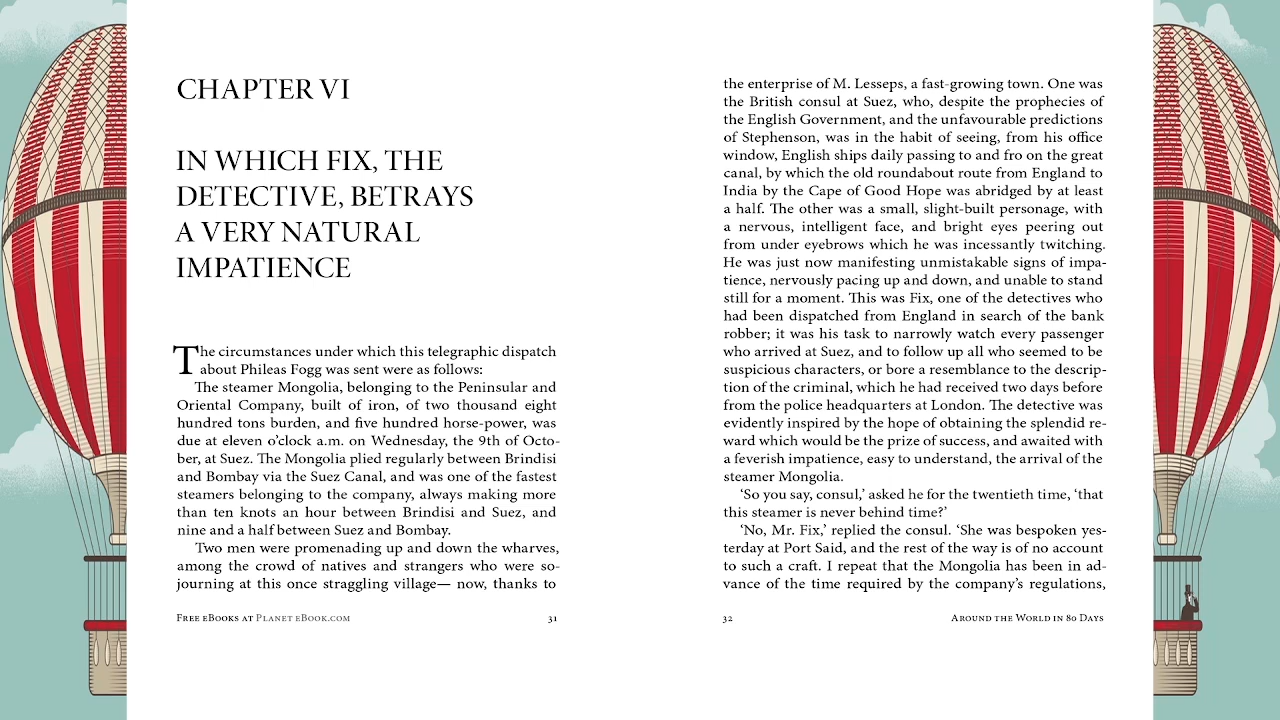 CHAPTER VI
IN WHICH FIX, THE
DETECTIVE, BETRAYS
A VERY NATURAL
IMPATIENCE
The circumstances under which this telegraphic dispatch
about Phileas Fogg was sent were as follows:
The steamer Mongolia, belonging to the Peninsular and
Oriental Company, built of iron, of two thousand eight
hundred tons burden, and five hundred horse-power, was
due at eleven o’clock a.m. on Wednesday, the 9th of Octo-
ber, at Suez. The Mongolia plied regularly between Brindisi
and Bombay via the Suez Canal, and was one of the fastest
steamers belonging to the company, always making more
than ten knots an hour between Brindisi and Suez, and
nine and a half between Suez and Bombay.
Two men were promenading up and down the wharves,
among the crowd of natives and strangers who were so-
journing at this once straggling village— now, thanks to
Free eBooks at Planet eBook.com
31
the enterprise of M. Lesseps, a fast-growing town. One was
the British consul at Suez, who, despite the prophecies of
the English Government, and the unfavourable predictions
of Stephenson, was in the habit of seeing, from his office
window, English ships daily passing to and fro on the great
canal, by which the old roundabout route from England to
India by the Cape of Good Hope was abridged by at least
a half. The other was a small, slight-built personage, with
a nervous, intelligent face, and bright eyes peering out
from under eyebrows which he was incessantly twitching.
He was just now manifesting unmistakable signs of impa-
tience, nervously pacing up and down, and unable to stand
still for a moment. This was Fix, one of the detectives who
had been dispatched from England in search of the bank
robber; it was his task to narrowly watch every passenger
who arrived at Suez, and to follow up all who seemed to be
suspicious characters, or bore a resemblance to the descrip-
tion of the criminal, which he had received two days before
from the police headquarters at London. The detective was
evidently inspired by the hope of obtaining the splendid re-
ward which would be the prize of success, and awaited with
a feverish impatience, easy to understand, the arrival of the
steamer Mongolia.
‘So you say, consul,’ asked he for the twentieth time, ‘that
this steamer is never behind time?’
‘No, Mr. Fix,’ replied the consul. ‘She was bespoken yes-
terday at Port Said, and the rest of the way is of no account
to such a craft. I repeat that the Mongolia has been in ad-
vance of the time required by the company’s regulations,
32
Around the World in 80 Days